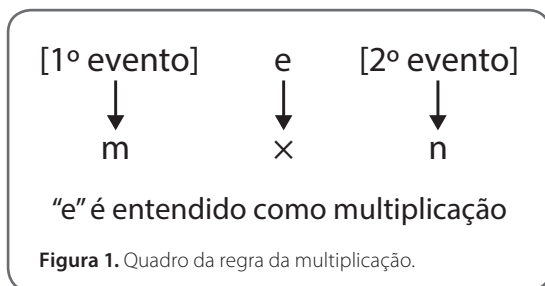 [1º evento] e [2º evento]
m × n
“e” é entendido como multiplicação
Figura 1. Quadro da regra da multiplicação.